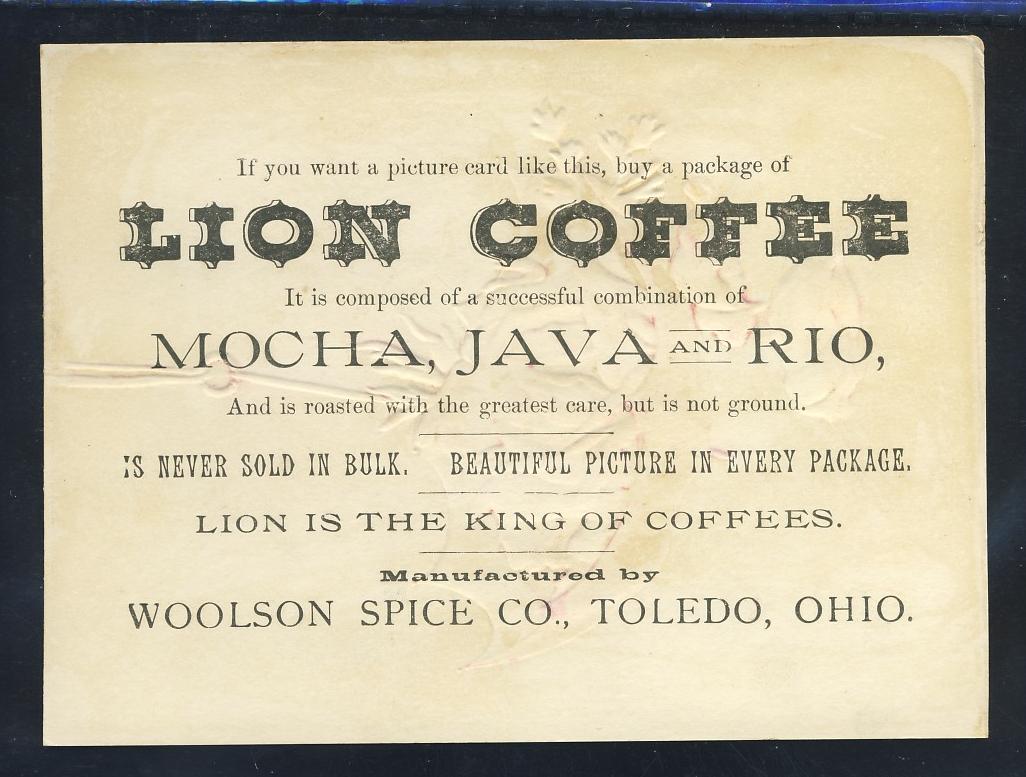 If you want a picture card like this, buy a package of
LION COFFEE
It is composed of a successful combination of
MOCHA, JAVA AND RIO,
And is roasted with the greatest care, but is not ground.
IS NEVER SOLD IN BULK. BEAUTIFUL PICTURE IN EVERY PACKAGE.
LION IS THE KING OF COFFEES.
Manufactured by
WOOLSON SPICE CO., TOLEDO, OHIO.